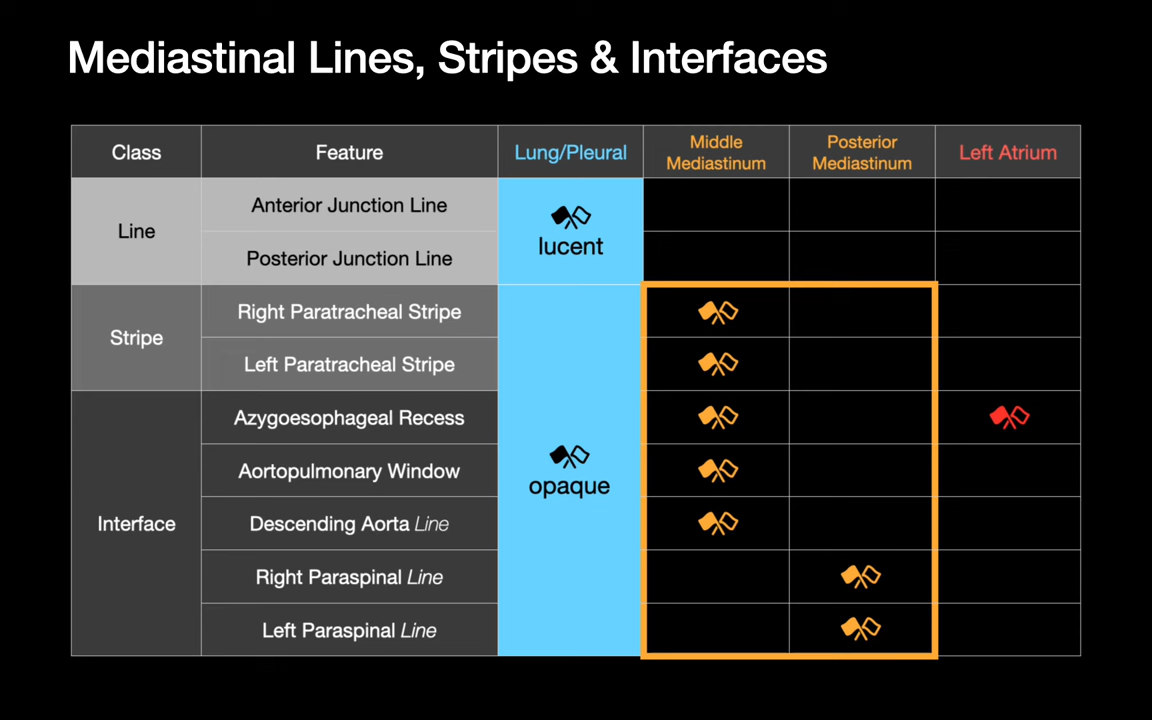 Mediastinal Lines, Stripes & Interfaces
Class
Feature
Lung/Pleural
Middle
Mediastinum
Posterior
Mediastinum
Left Atrium
Line
Anterior Junction Line
Posterior Junction Line
lucent
Stripe
Right Paratracheal Stripe
Left Paratracheal Stripe
Interface
Azygoesophageal Recess
Aortopulmonary Window
Descending Aorta Line
Right Paraspinal Line
Left Paraspinal Line
opaque